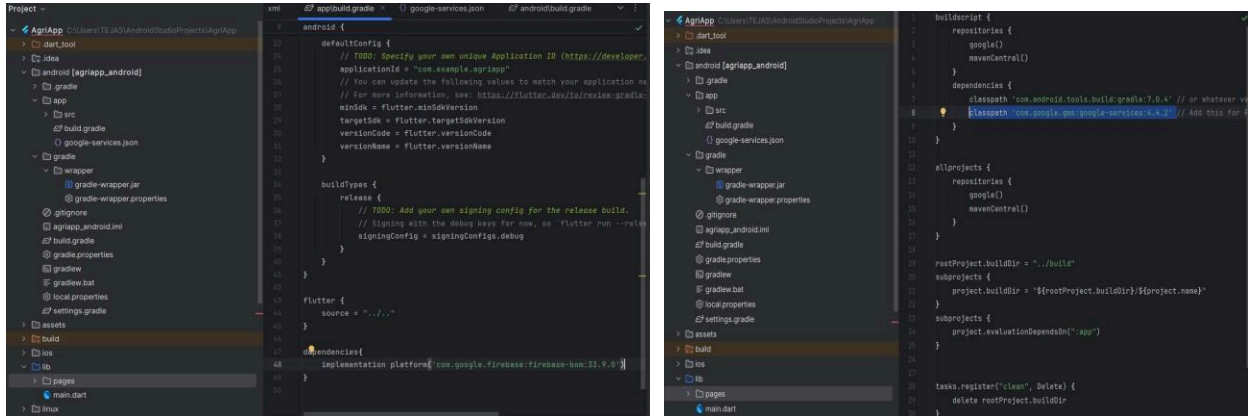 Project
AgriApp C:\Users\TEJAS\AndroidStudioProjects\AgriApp
.dart_tool
.idea
android [agriapp_android]
.gradle
app
src
build.gradle
google-services.json
gradle
wrapper
gradle-wrapper.jar
gradle-wrapper.properties
.gitignore
agriapp_android.iml
build.gradle
gradle.properties
gradlew
gradlew.bat
local.properties
settings.gradle
assets
build
ios
lib
pages
main.dart
linux
xml
app\build.gradle
google-services.json
android\build.gradle
android {
defaultConfig {
// TODO: Specify your own unique Application ID (https://developer.
applicationId = "com.example.agriapp"
// You can update the following values to match your application ne
// For more information, see: https://flutter.dev/to/review-gradle-
minSdk = flutter.minSdkVersion
targetSdk = flutter.targetSdkVersion
versionCode = flutter.versionCode
versionName = flutter.versionName
}
buildTypes {
release {
// TODO: Add your own signing config for the release build.
// Signing with the debug keys for now, so `flutter run --relea
signingConfig = signingConfigs.debug
}
}
}
flutter {
source = "../.."
}
dependencies{
48 implementation platform('com.google.firebase:firebase-bom:33.9.0')
}
AgriApp C:\Users\TEJAS\AndroidStudioProjects\AgriApp
.dart_tool
.idea
android [agriapp_android]
.gradle
app
src
build.gradle
google-services.json
gradle
wrapper
gradle-wrapper.jar
gradle-wrapper.properties
.gitignore
agriapp_android.iml
build.gradle
gradle.properties
gradlew
gradlew.bat
local.properties
settings.gradle
assets
build
ios
lib
pages
main.dart
buildscript {
repositories {
google()
mavenCentral()
}
dependencies {
classpath 'com.android.tools.build:gradle:7.0.4' // or whatever ve
8 classpath 'com.google.gms:google-services:4.4.2' // Add this for F
}
}
allprojects {
repositories {
google()
mavenCentral()
}
}
rootProject.buildDir = "../build"
subprojects {
project.buildDir = "${rootProject.buildDir}/${project.name}"
}
subprojects {
project.evaluationDependsOn(":app")
}
tasks.register("clean", Delete) {
delete rootProject.buildDir
}